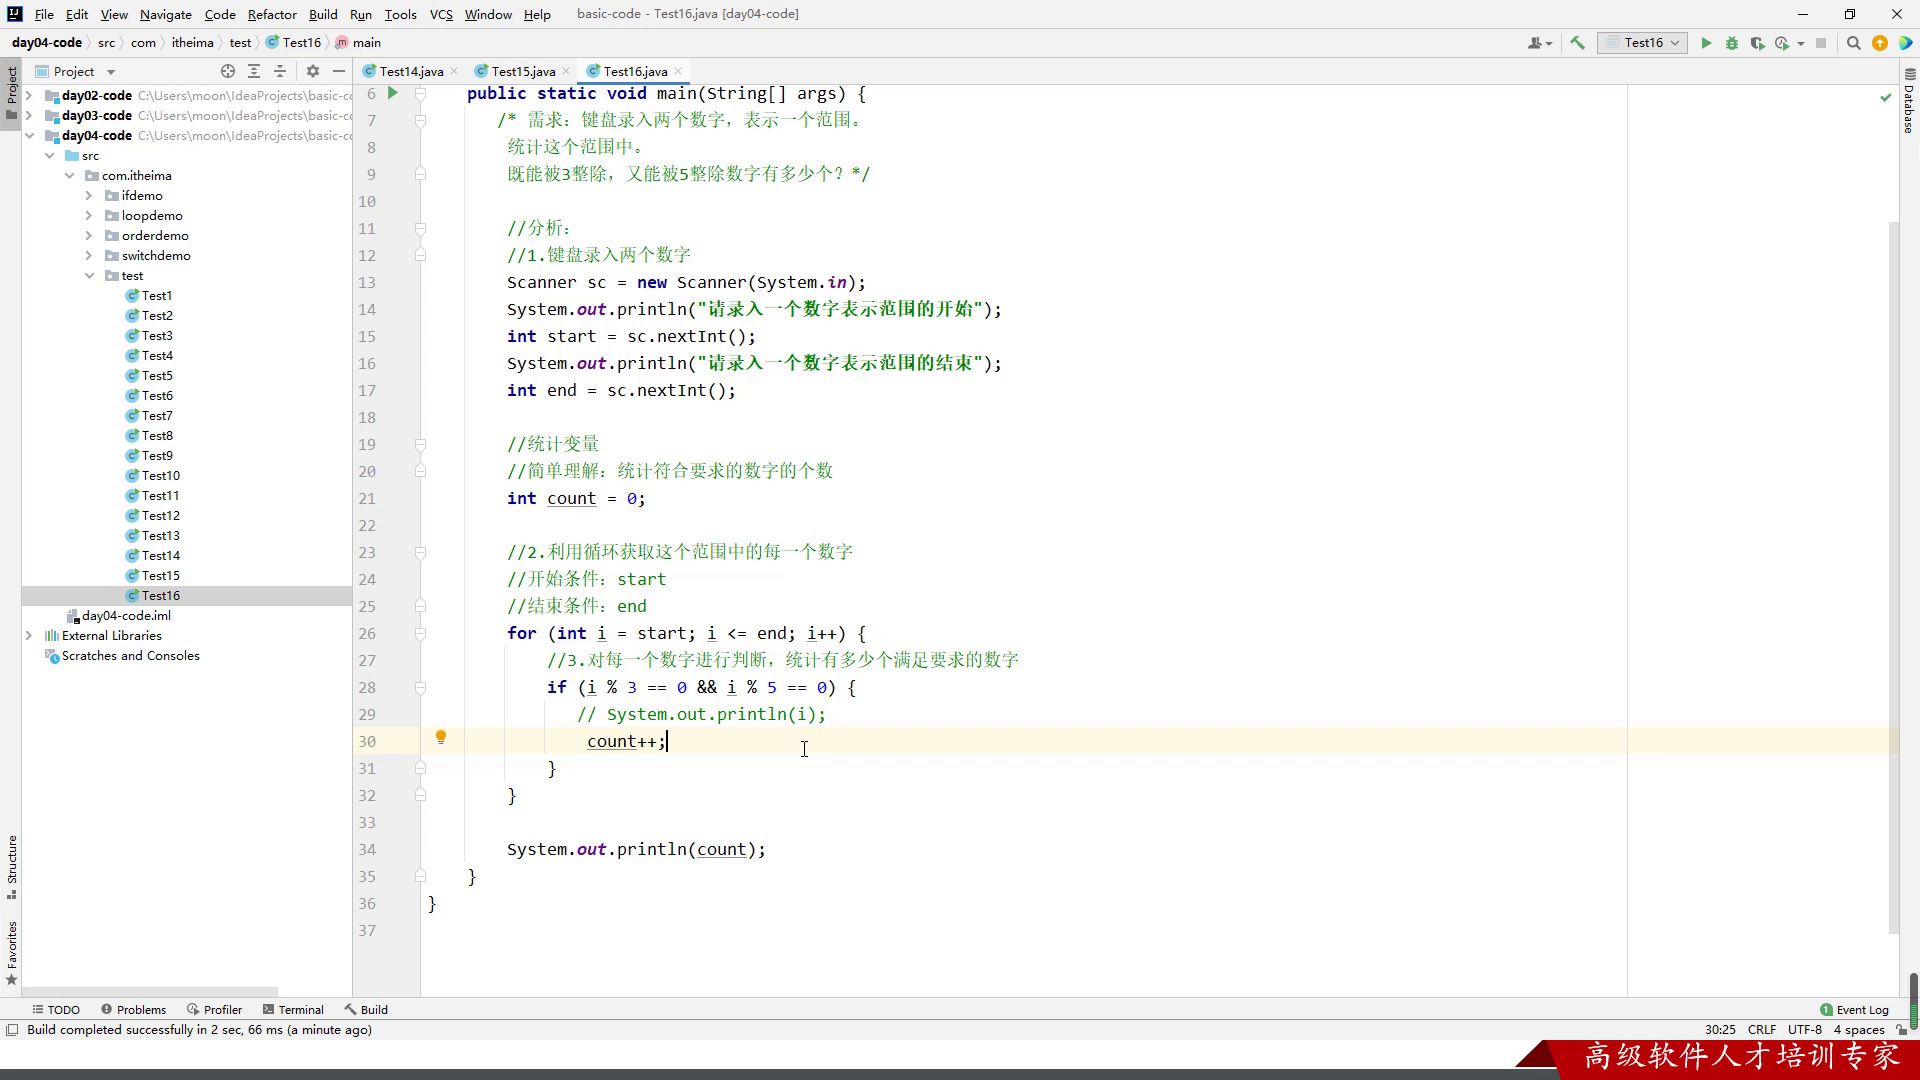 File Edit View Navigate Code Refactor Build Run Tools VCS Window Help basic-code - Test16.java [day04-code]
day04-code src com itheima test Test16 main
Test16
Project
Test14.java Test15.java Test16.java
Project
Database
day02-code C:\Users\moon\IdeaProjects\basic-c
day03-code C:\Users\moon\IdeaProjects\basic-c
day04-code C:\Users\moon\IdeaProjects\basic-c
src
com.itheima
ifdemo
loopdemo
orderdemo
switchdemo
test
Test1
Test2
Test3
Test4
Test5
Test6
Test7
Test8
Test9
Test10
Test11
Test12
Test13
Test14
Test15
Test16
day04-code.iml
External Libraries
Scratches and Consoles
Structure
Favorites
6 public static void main(String[] args) {
7 /* 需求：键盘录入两个数字，表示一个范围。
8 统计这个范围中。
9 既能被3整除，又能被5整除数字有多少个？*/
10
11 //分析：
12 //1.键盘录入两个数字
13 Scanner sc = new Scanner(System.in);
14 System.out.println("请录入一个数字表示范围的开始");
15 int start = sc.nextInt();
16 System.out.println("请录入一个数字表示范围的结束");
17 int end = sc.nextInt();
18
19 //统计变量
20 //简单理解：统计符合要求的数字的个数
21 int count = 0;
22
23 //2.利用循环获取这个范围中的每一个数字
24 //开始条件：start
25 //结束条件：end
26 for (int i = start; i <= end; i++) {
27 //3.对每一个数字进行判断，统计有多少个满足要求的数字
28 if (i % 3 == 0 && i % 5 == 0) {
29 // System.out.println(i);
30 count++;
31 }
32 }
33
34 System.out.println(count);
35 }
36 }
37
TODO Problems Profiler Terminal Build 1 Event Log
Build completed successfully in 2 sec, 66 ms (a minute ago) 30:25 CRLF UTF-8 4 spaces
高级软件人才培训专家